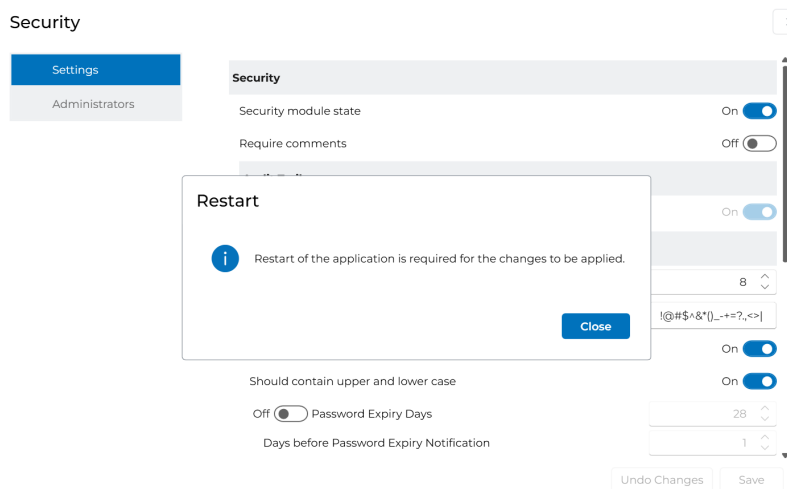 Security
Settings
Administrators
Security
Security module state
On
Require comments
Off
On
Restart
Restart of the application is required for the changes to be applied.
Close
8
!@#$^&*()_-+=?.,<>|
On
Should contain upper and lower case
On
Off
Password Expiry Days
28
Days before Password Expiry Notification
1
Undo Changes
Save